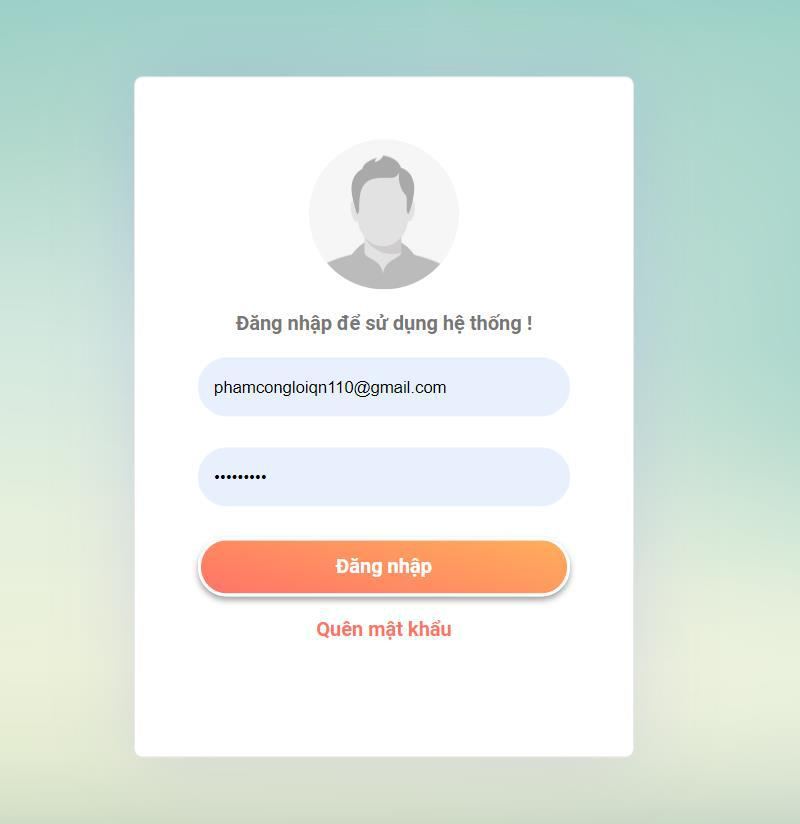 Đăng nhập để sử dụng hệ thống !
phamcongloiqn110@gmail.com
•••••••••
Đăng nhập
Quên mật khẩu